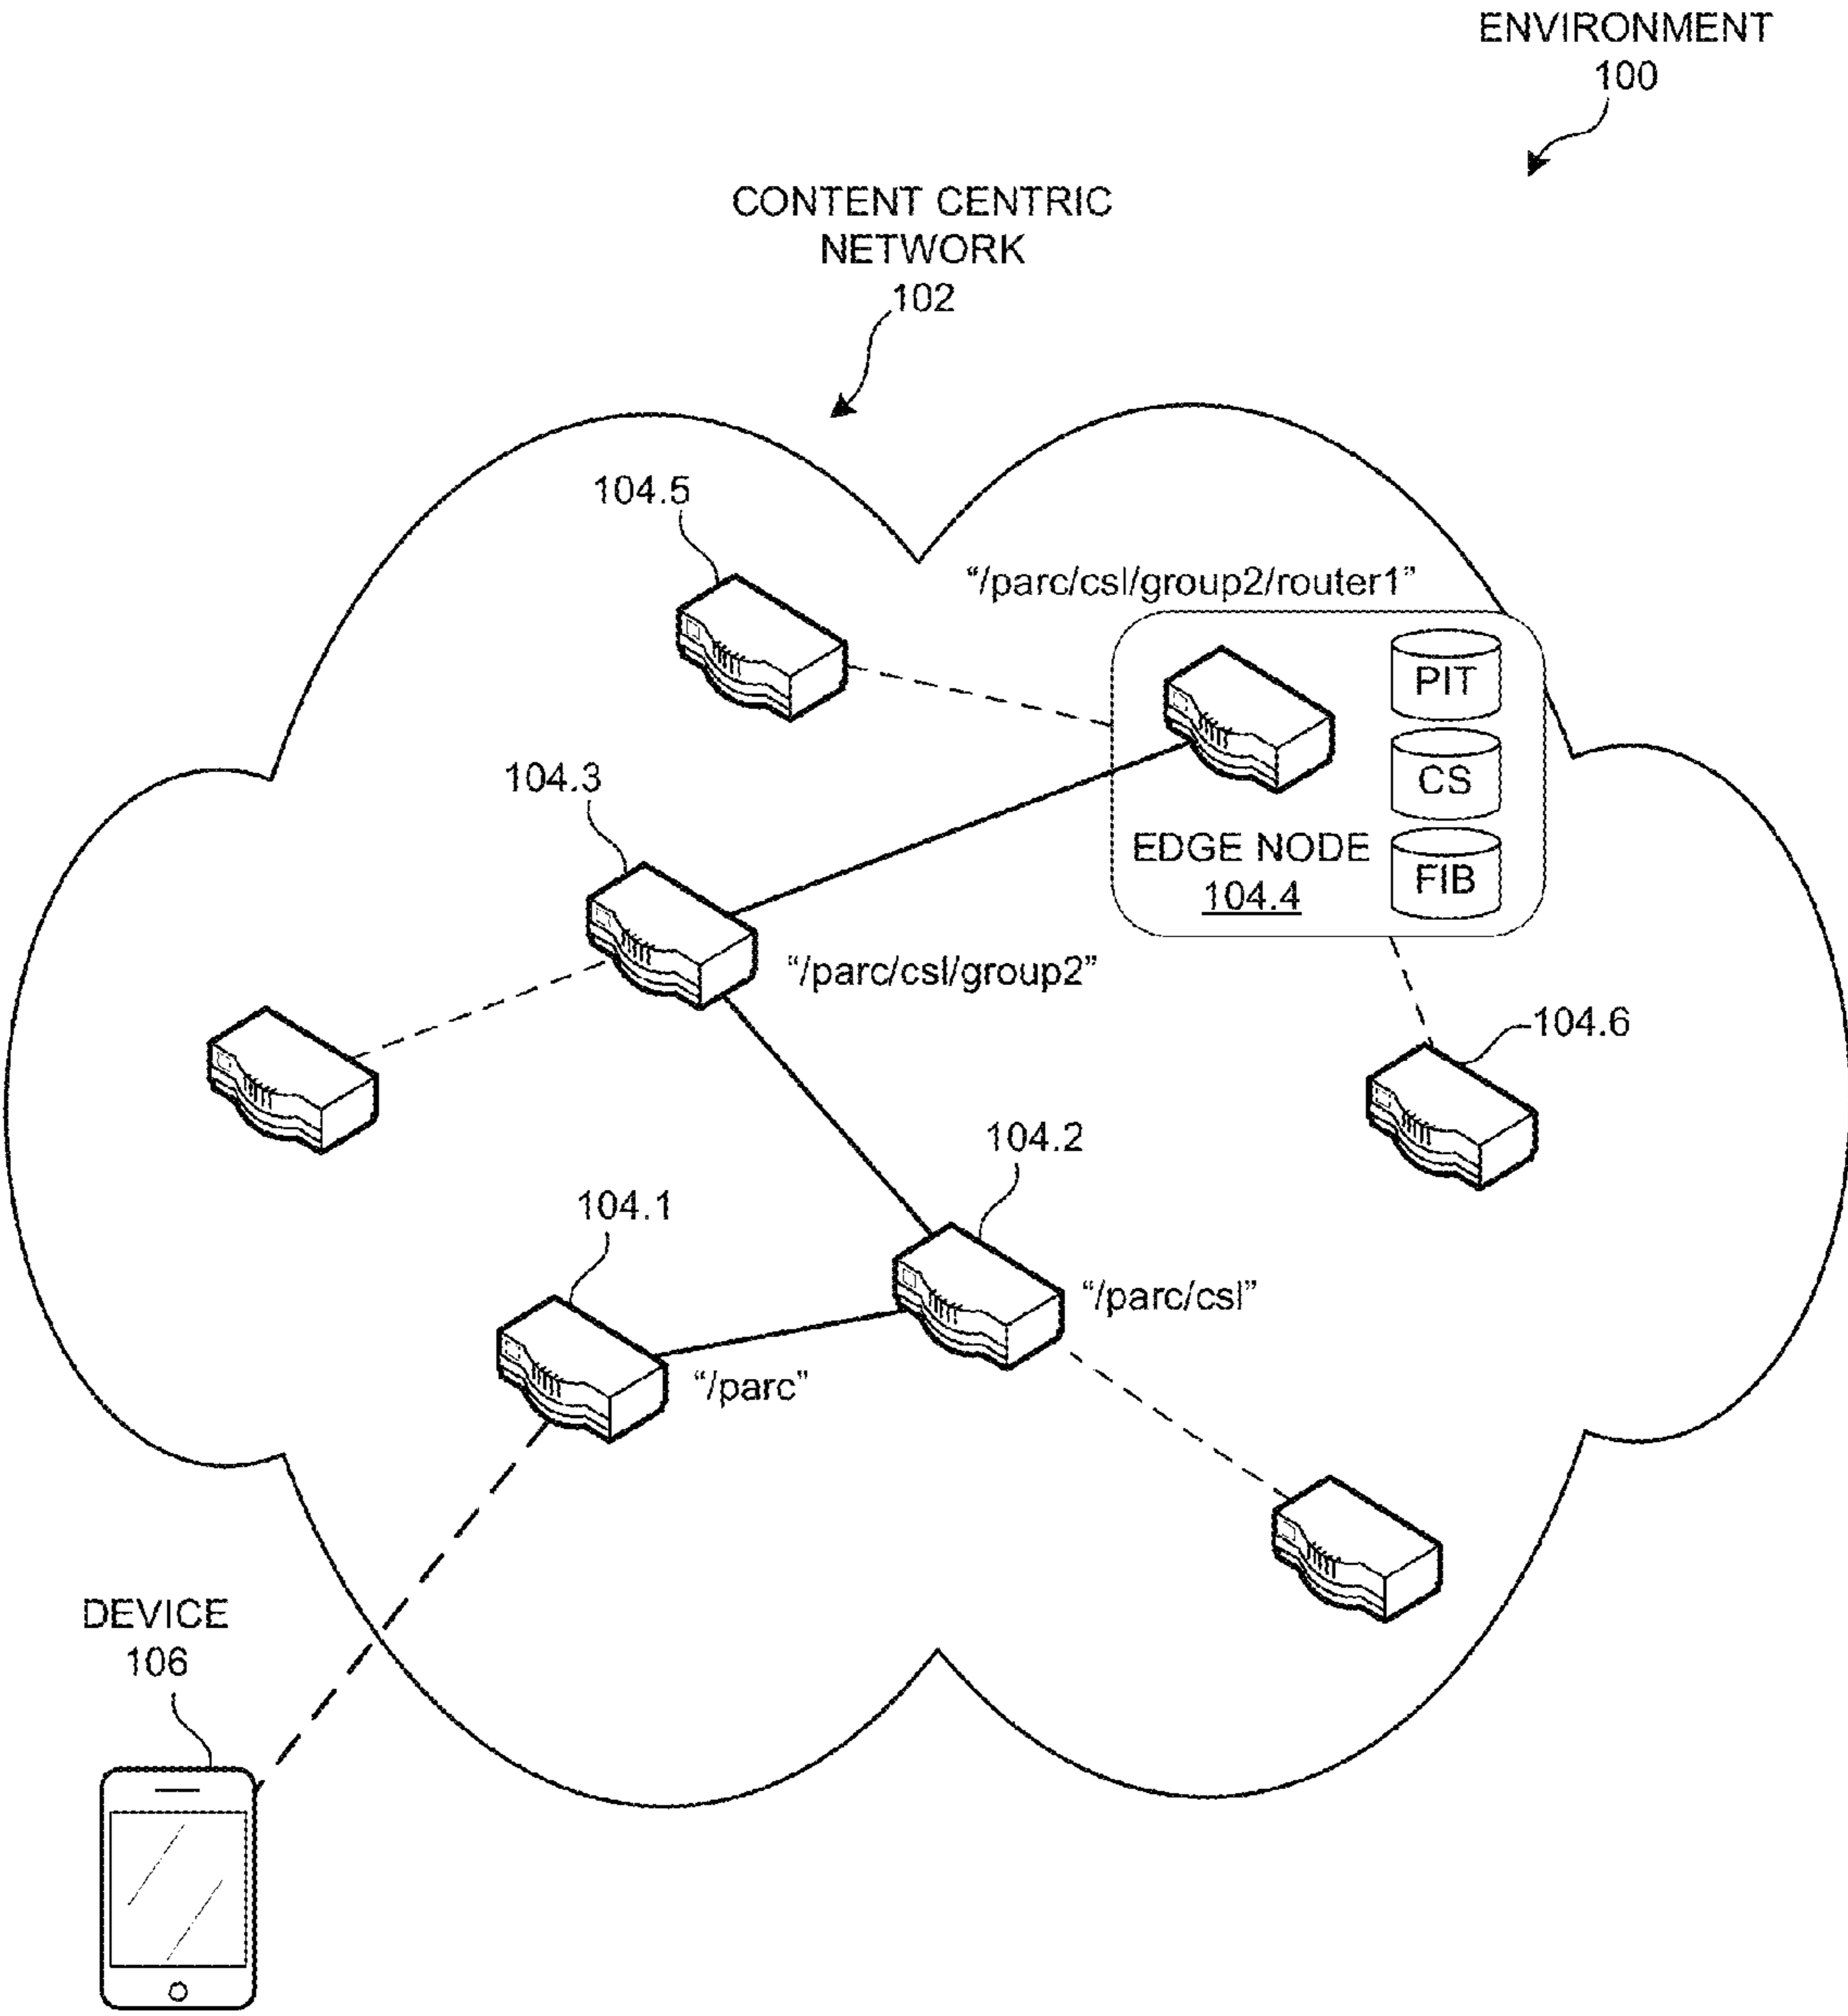 ENVIRONMENT
100
CONTENT CENTRIC
NETWORK
102
104.5
“/parc/csl/group2/router1”
PIT
CS
FIB
EDGE NODE
104.4
104.3
“/parc/csl/group2”
104.6
104.2
104.1
“/parc/csl”
“/parc”
DEVICE
106